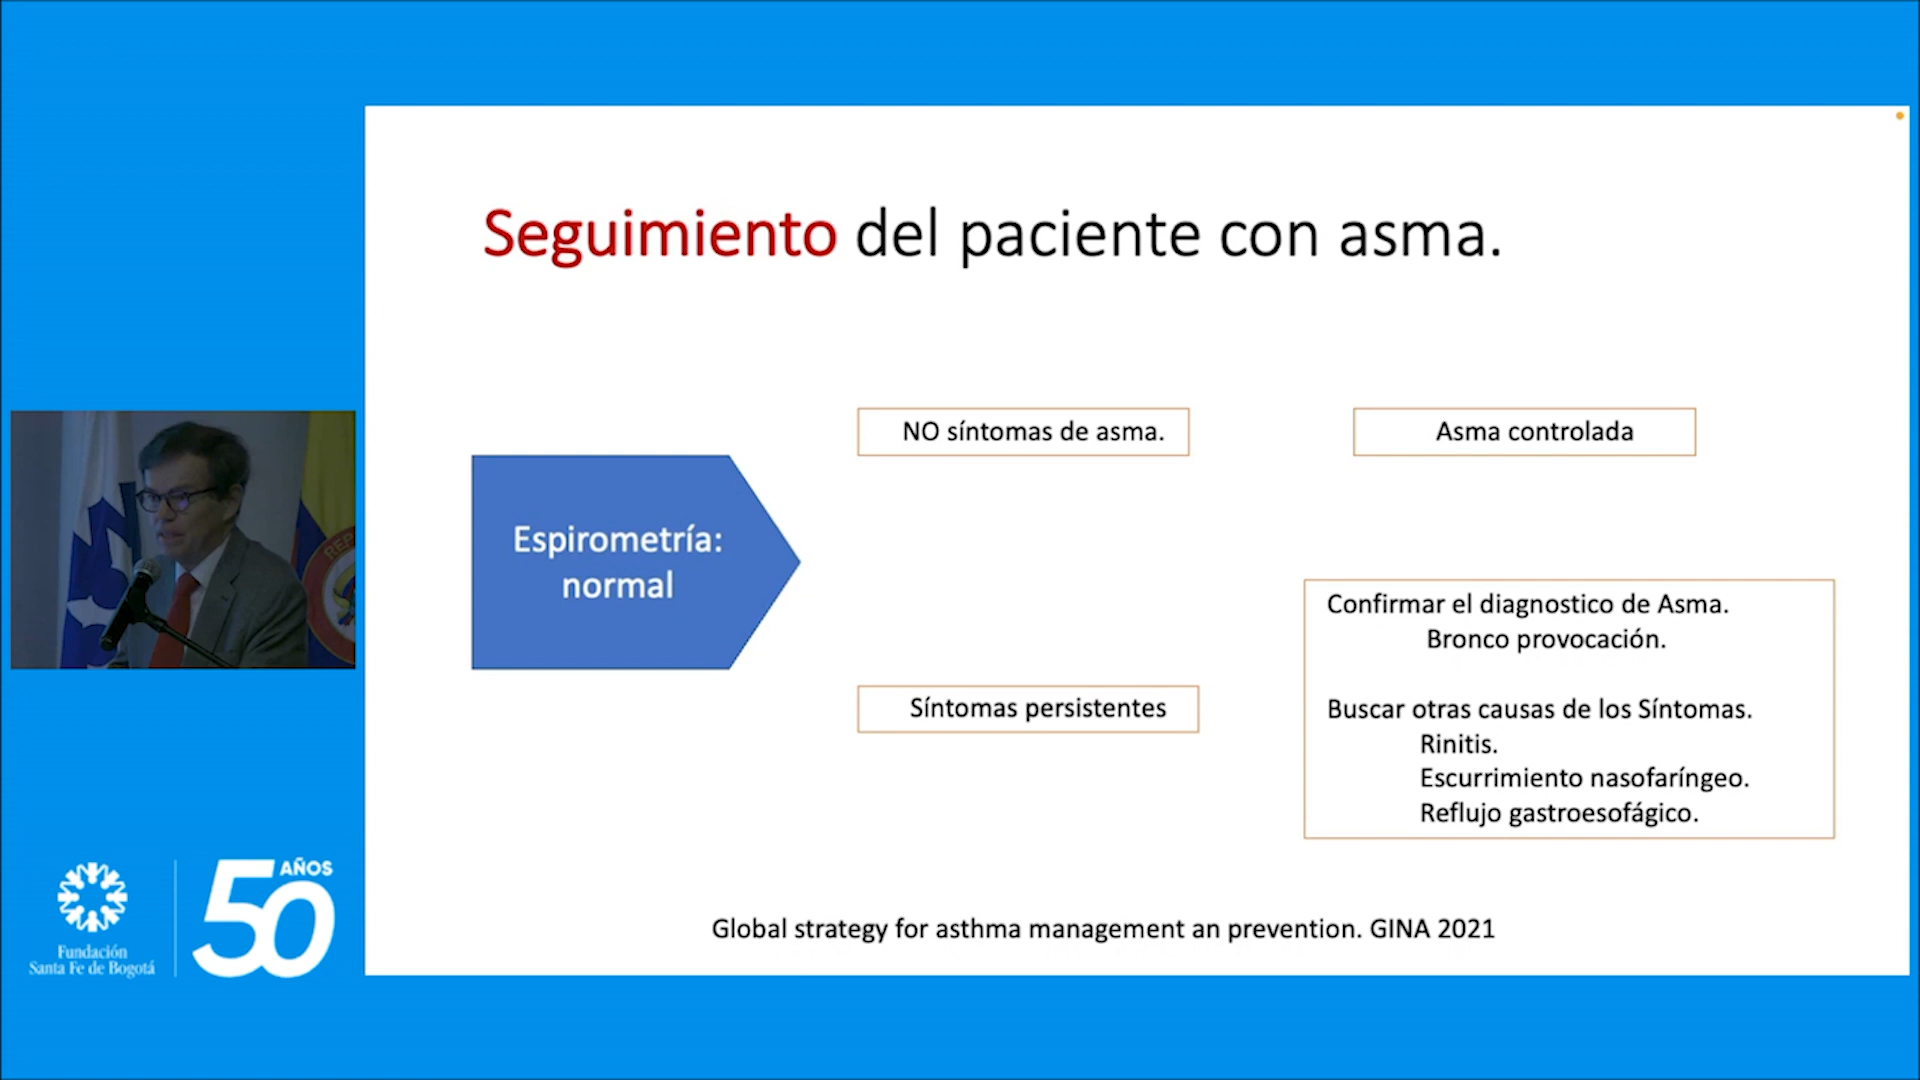 Seguimiento del paciente con asma.
NO síntomas de asma.
Asma controlada
Espirometría:
normal
Confirmar el diagnostico de Asma.
Bronco provocación.
Síntomas persistentes
Buscar otras causas de los Síntomas.
Rinitis.
Escurrimiento nasofaríngeo.
Reflujo gastroesofágico.
Global strategy for asthma management an prevention. GINA 2021
REP
Fundación
Santa Fe de Bogotá
50 AÑOS